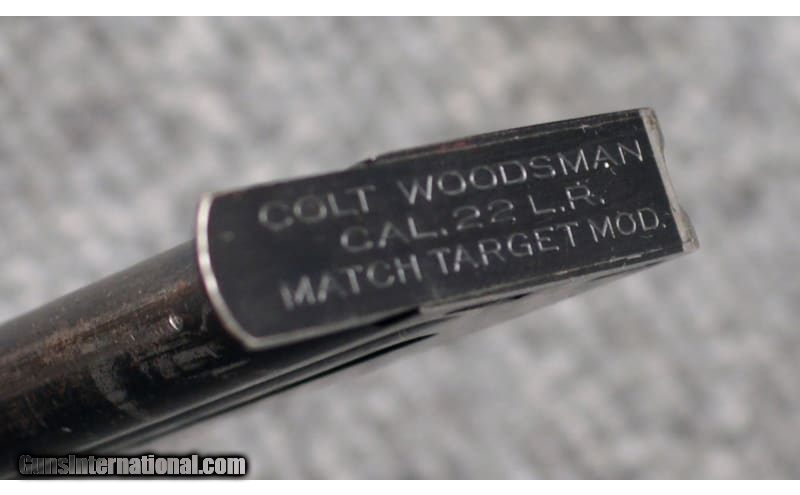 COLT WOODSMAN
CAL. 22 L.R.
MATCH TARGET MOD.
GunsInternational.com